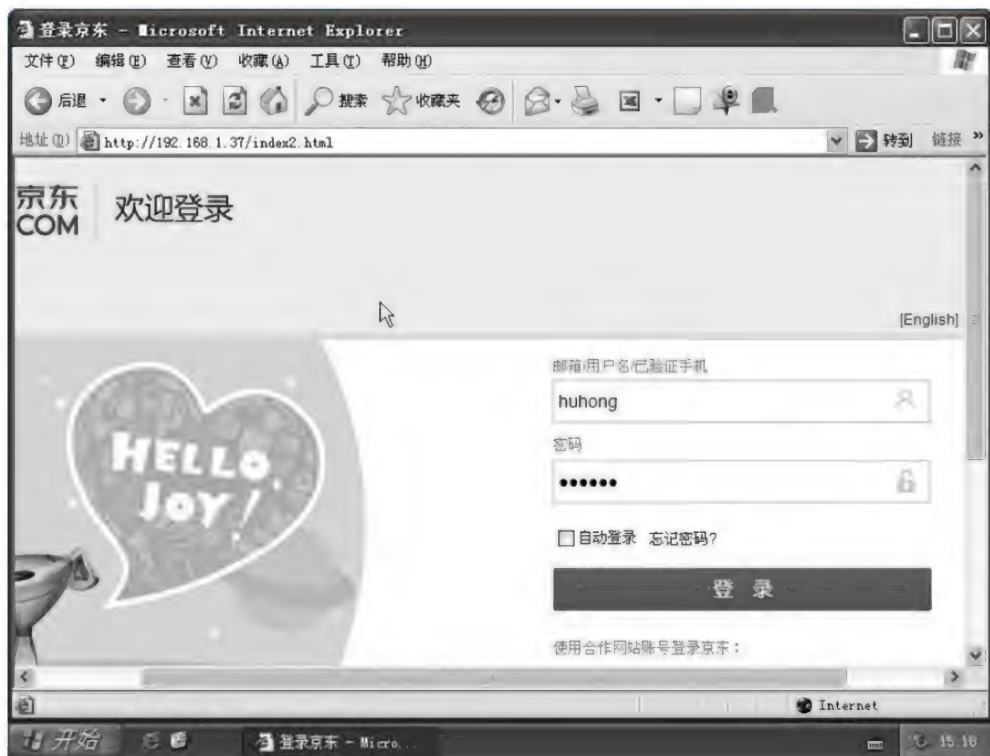 登录京东 - Microsoft Internet Explorer
文件(F) 编辑(E) 查看(V) 收藏(A) 工具(T) 帮助(H)
后退 搜索 收藏夹
地址(D) http://192.168.1.37/index2.html 转到 链接 »
京东
COM
欢迎登录
[English]
HELLO,
JOY!
邮箱/用户名/已验证手机
huhong
密码
••••••
自动登录 忘记密码?
登 录
使用合作网站账号登录京东：
Internet
开始 登录京东 - Micro... 15:18